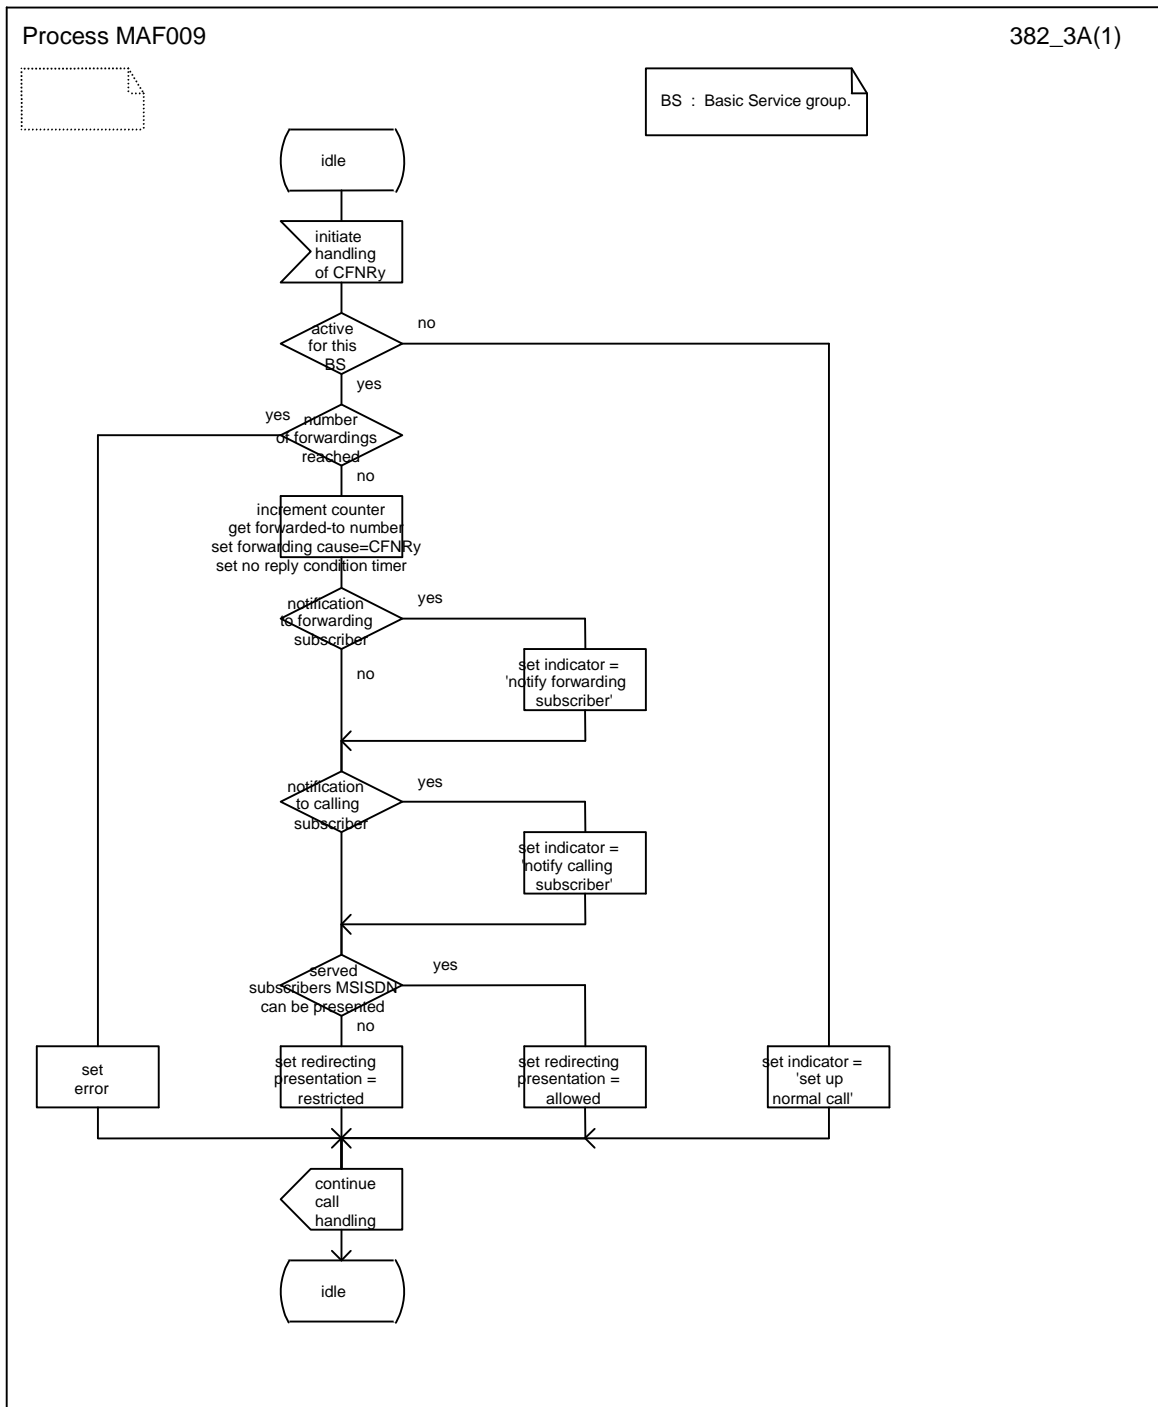 Process MAF009
382_3A(1)
BS : Basic Service group.
idle
initiate
handling
of CFNRy
active
for this
BS
no
yes
yes
number
of forwardings
reached
no
increment counter
get forwarded-to number
set forwarding cause=CFNRy
set no reply condition timer
notification
to forwarding
subscriber
yes
no
set indicator =
'notify forwarding
subscriber'
notification
to calling
subscriber
yes
set indicator =
'notify calling
subscriber'
served
subscribers MSISDN
can be presented
yes
no
set
error
set redirecting
presentation =
restricted
set redirecting
presentation =
allowed
set indicator =
'set up
normal call'
continue
call
handling
idle